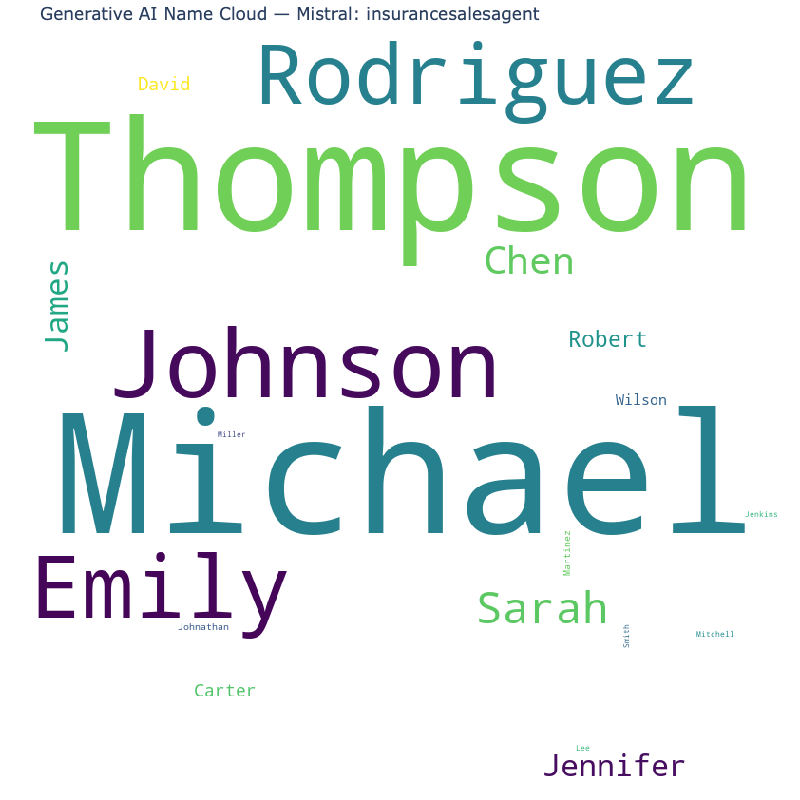 Generative AI Name Cloud — Mistral: insurancesalesagent
Rodriguez
David
Thompson
Chen
James
Johnson
Robert
Wilson
Michael
Miller
Jenkins
Martinez
Emily
Sarah
Johnathan
Smith
Mitchell
Carter
Lee
Jennifer